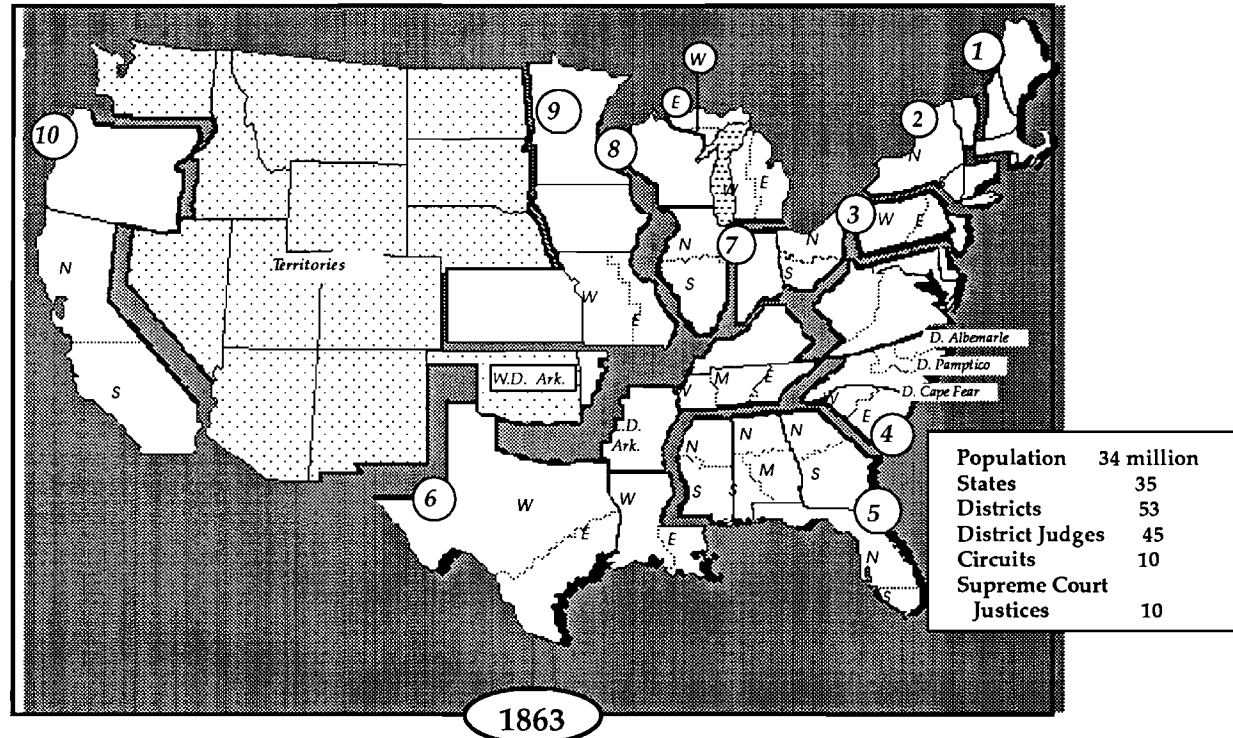 1
W
E
9
2
10
8
N
3
W
E
W
E
7
N
N
Territories
N
S
S
W
E
D. Albemarle
D. Pamptico
W.D. Ark.
M
E
D. Cape Fear
S
W
E
4
N
N
N
Ark.
M
S
S
S
6
W
W
5
E
E
N
S
Population 34 million
States 35
Districts 53
District Judges 45
Circuits 10
Supreme Court
Justices 10
1863